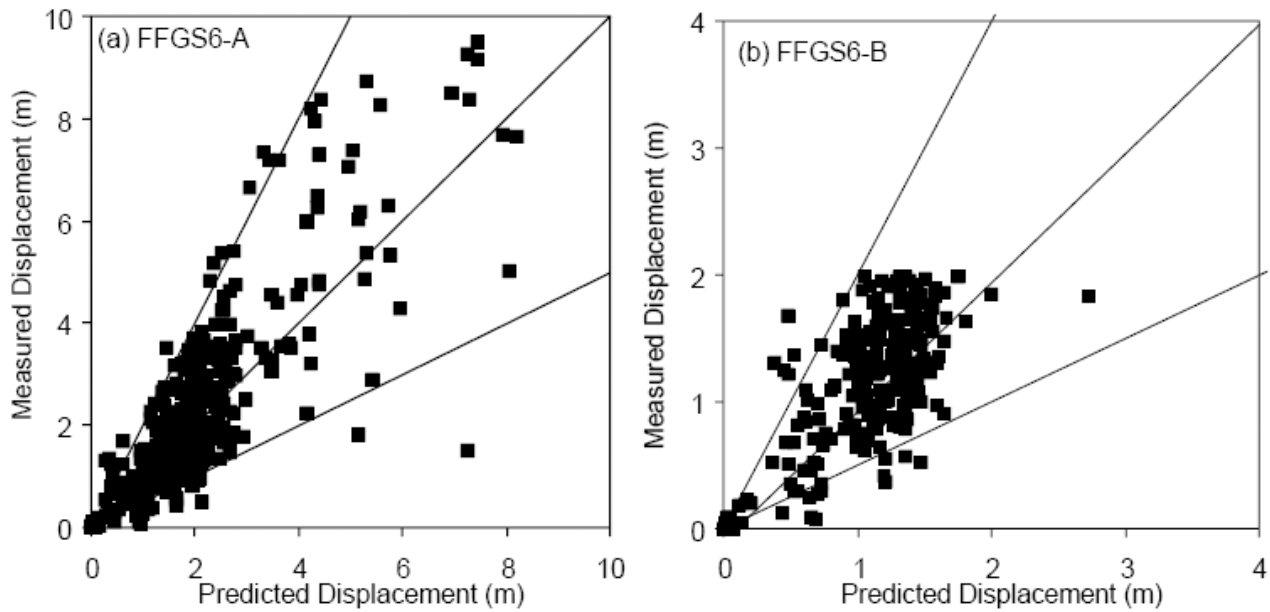 (a) FFGS6-A
10
8
6
4
2
0
0 2 4 6 8 10
Measured Displacement (m)
Predicted Displacement (m)
(b) FFGS6-B
4
3
2
1
0
0 1 2 3 4
Measured Displacement (m)
Predicted Displacement (m)